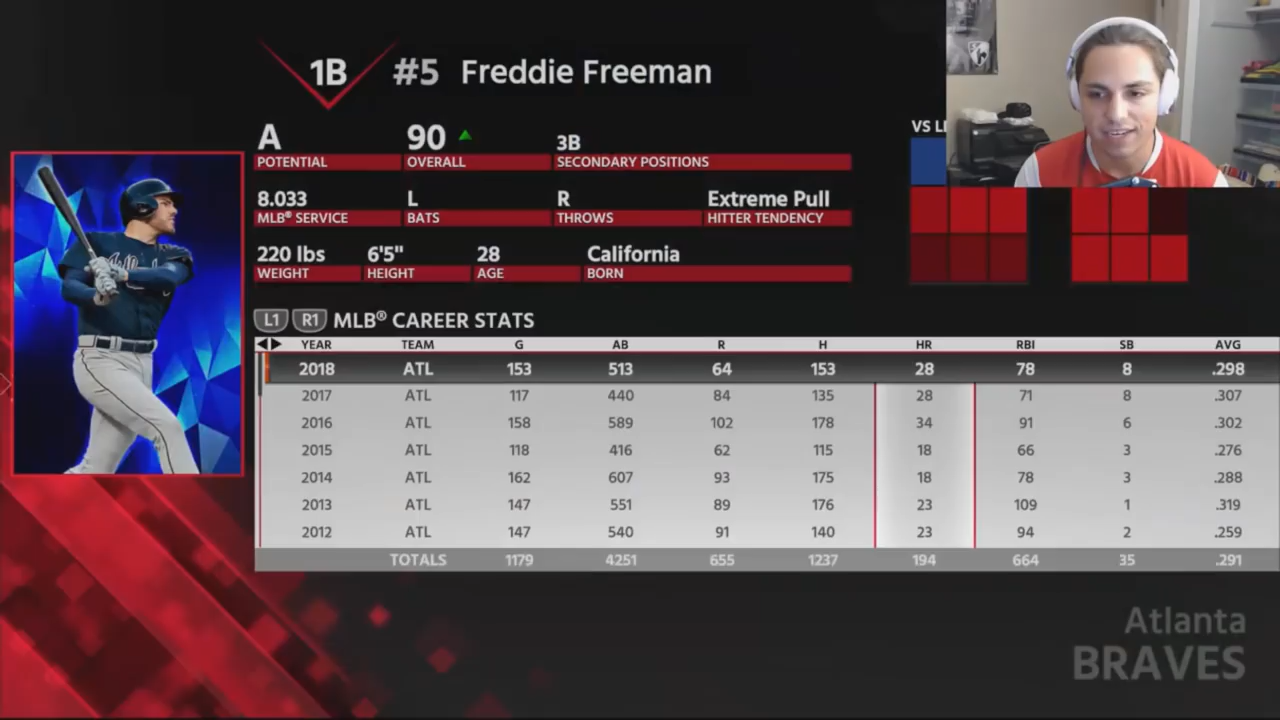 1B #5 Freddie Freeman
A 90 3B
POTENTIAL OVERALL SECONDARY POSITIONS
VS
8.033 L R Extreme Pull
MLB® SERVICE BATS THROWS HITTER TENDENCY
220 lbs 6'5" 28 California
WEIGHT HEIGHT AGE BORN
L1 R1 MLB® CAREER STATS
YEAR TEAM G AB R H HR RBI SB AVG
2018 ATL 153 513 64 153 28 78 8 .298
2017 ATL 117 440 84 135 28 71 8 .307
2016 ATL 158 589 102 178 34 91 6 .302
2015 ATL 118 416 62 115 18 66 3 .276
2014 ATL 162 607 93 175 18 78 3 .288
2013 ATL 147 551 89 176 23 109 1 .319
2012 ATL 147 540 91 140 23 94 2 .259
TOTALS 1179 4251 655 1237 194 664 35 .291
Atlanta
BRAVES